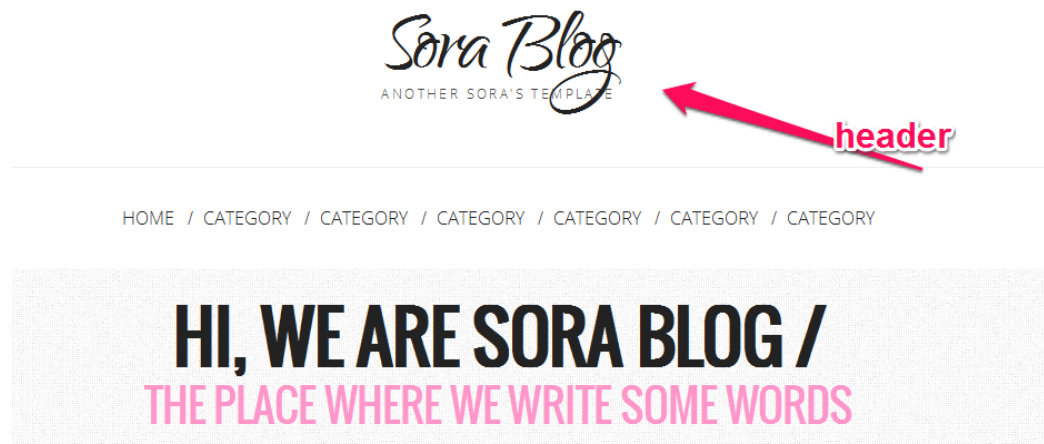 Sora Blog
ANOTHER SORA'S TEMPLATE
header
HOME / CATEGORY / CATEGORY / CATEGORY / CATEGORY / CATEGORY / CATEGORY
HI, WE ARE SORA BLOG /
THE PLACE WHERE WE WRITE SOME WORDS